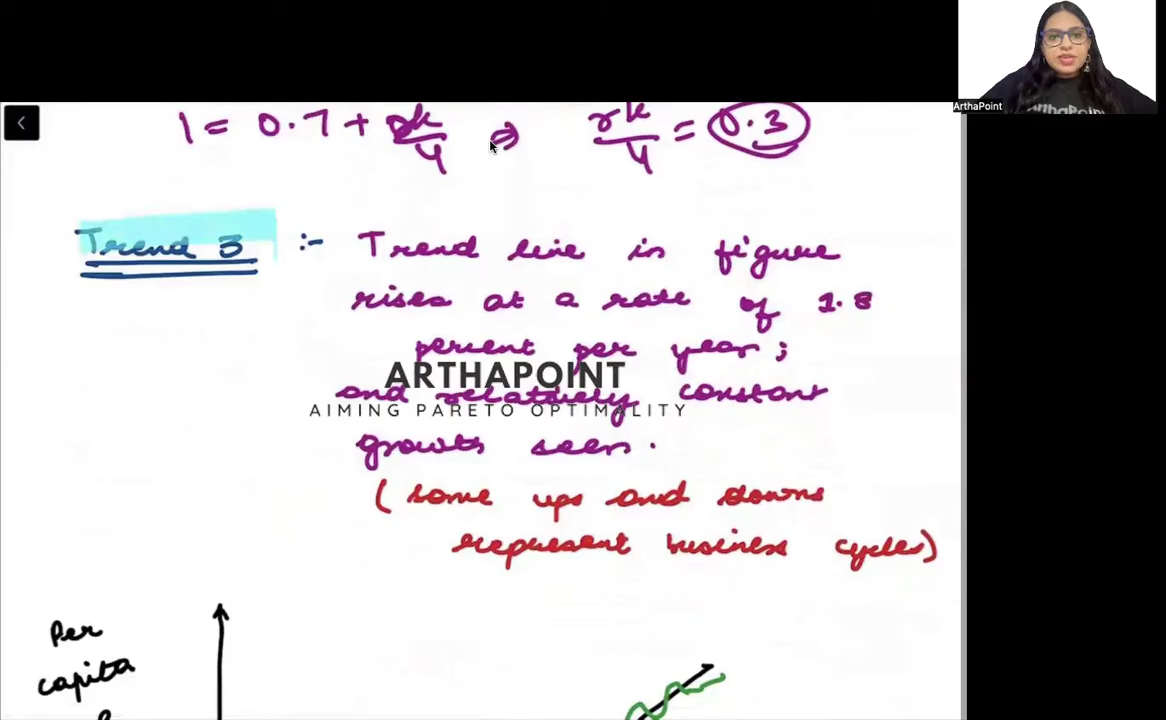 ArthaPoint
ArthaPoint
1 = 0.7 + rk/4 ⇒ rk/4 = 0.3
Trend 3 :- Trend line in figure
rises at a rate of 1.8
percent per year;
ARTHAPOINT
and relatively constant
AIMING PARETO OPTIMALITY
growth seen.
(some ups and downs
represent business cycles)
Per
capita